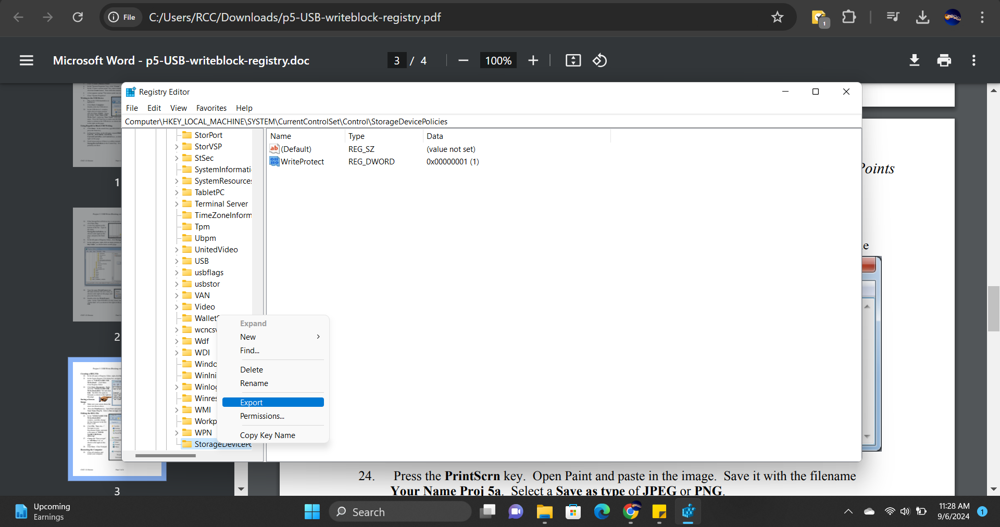 File
C:/Users/RCC/Downloads/p5-USB-writeblock-registry.pdf
1
Microsoft Word - p5-USB-writeblock-registry.doc
3 / 4
100%
Registry Editor
File Edit View Favorites Help
Computer\HKEY_LOCAL_MACHINE\SYSTEM\CurrentControlSet\Control\StorageDevicePolicies
StorPort
StorVSP
StSec
SystemInformati
SystemResources
TabletPC
Terminal Server
TimeZoneInform
Tpm
Ubpm
UnitedVideo
USB
usbflags
usbstor
VAN
Video
Wallet
wcncsv
Wdf
WDI
Windo
WinIni
Winlog
Winres
WMI
Workp
WPN
StorageDevicePo
Name Type Data
(Default) REG_SZ (value not set)
WriteProtect REG_DWORD 0x00000001 (1)
Expand
New
Find...
Delete
Rename
Export
Permissions...
Copy Key Name
1
2
3
Points
e
24. Press the PrintScrn key. Open Paint and paste in the image. Save it with the filename
Your Name Proj 5a. Select a Save as type of JPEG or PNG.
Upcoming
Earnings
Search
11:28 AM
9/6/2024
1